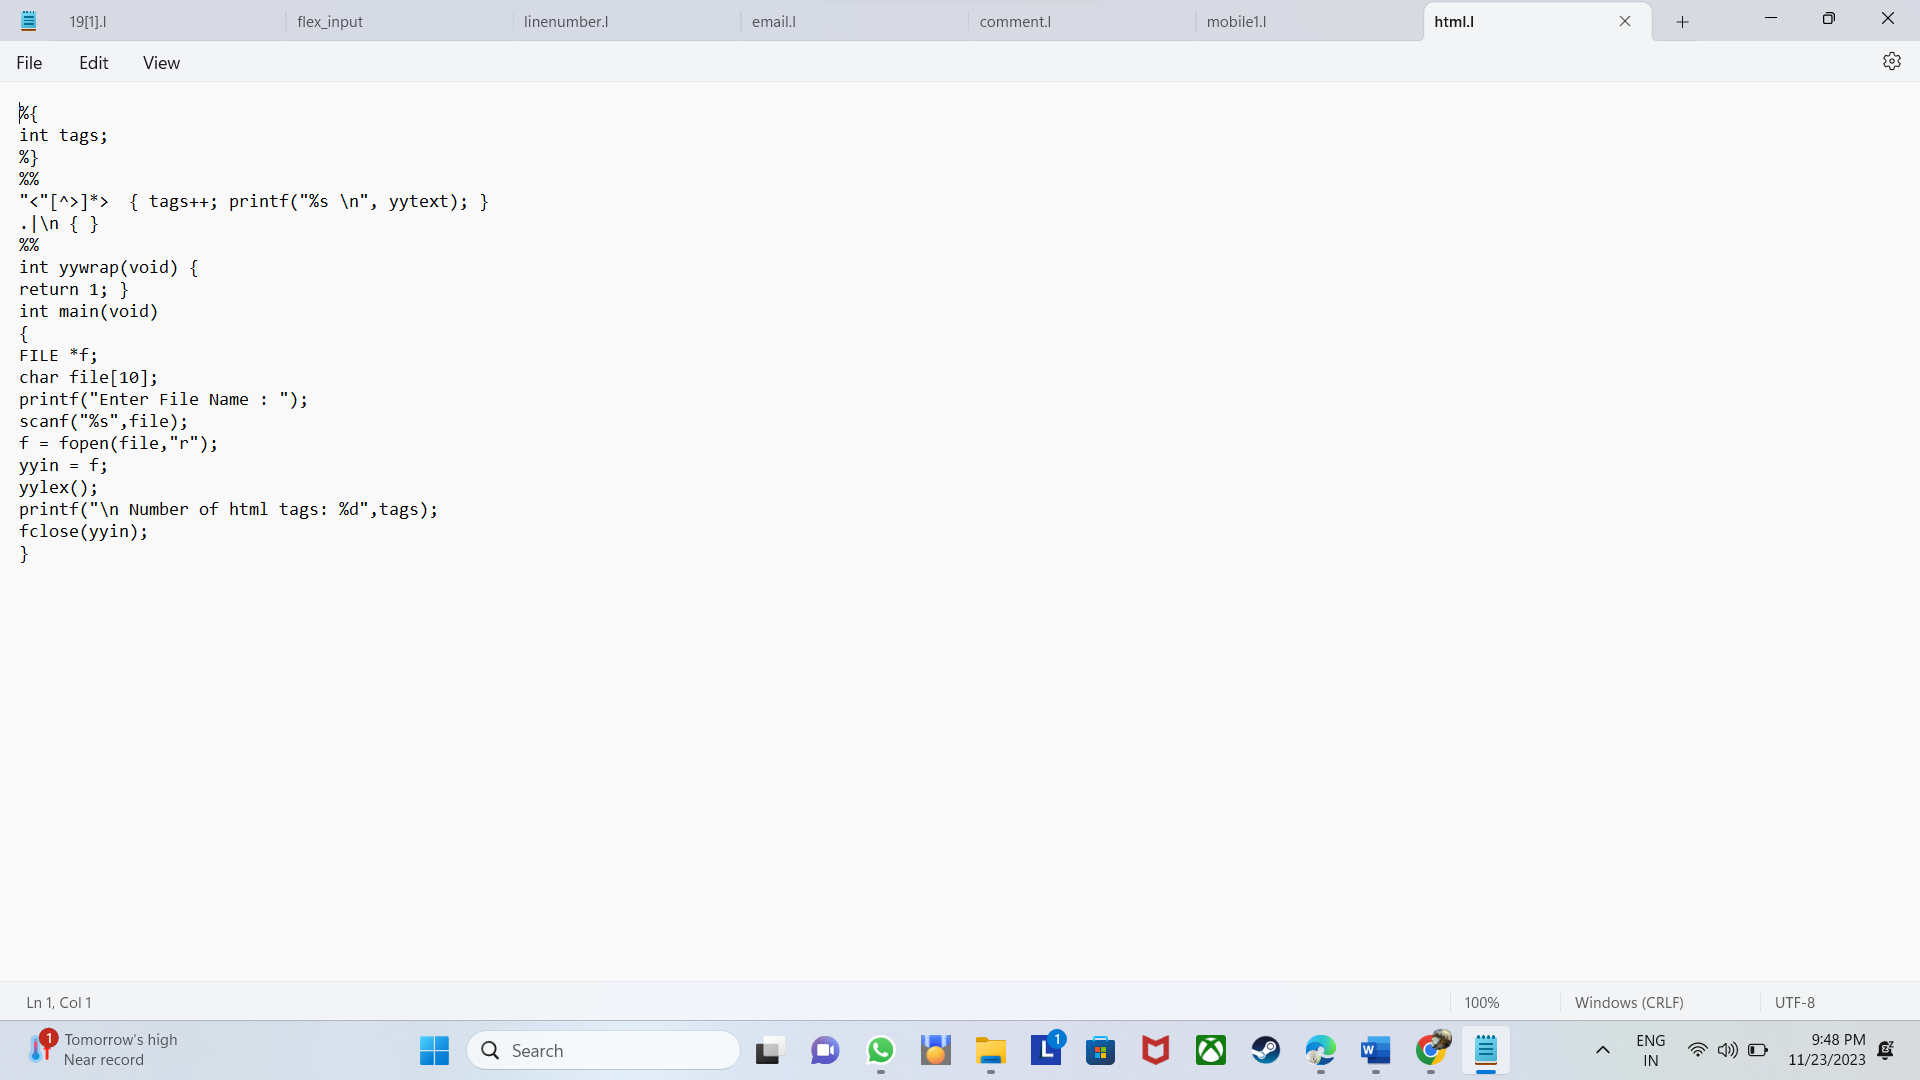 19[1].l
flex_input
linenumber.l
email.l
comment.l
mobile1.l
html.l
File Edit View
%{
int tags;
%}
%%
"<"[^>]*>  { tags++; printf("%s \n", yytext); }
.|\n { }
%%
int yywrap(void) {
return 1; }
int main(void)
{
FILE *f;
char file[10];
printf("Enter File Name : ");
scanf("%s",file);
f = fopen(file,"r");
yyin = f;
yylex();
printf("\n Number of html tags: %d",tags);
fclose(yyin);
}
Ln 1, Col 1
100%
Windows (CRLF)
UTF-8
1
Tomorrow's high
Near record
Search
L
1
W
ENG
IN
9:48 PM
11/23/2023